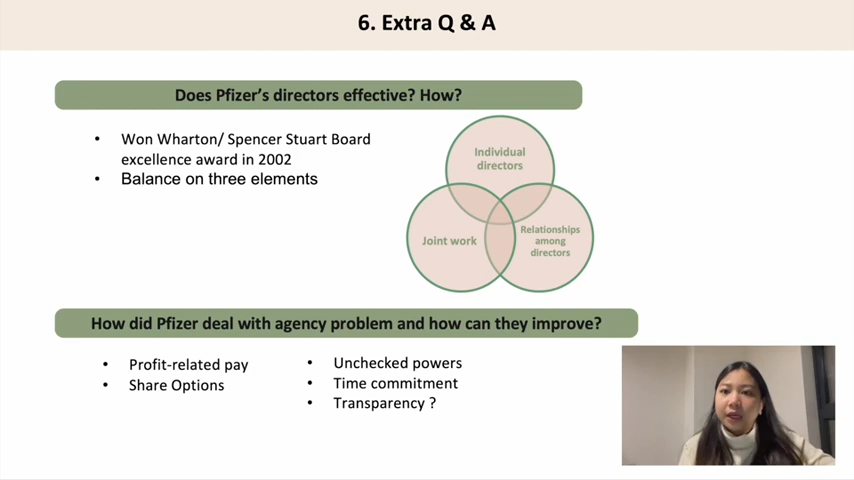 6. Extra Q & A
Does Pfizer's directors effective? How?
• Won Wharton/ Spencer Stuart Board
excellence award in 2002
• Balance on three elements
Individual
directors
Joint work
Relationships
among
directors
How did Pfizer deal with agency problem and how can they improve?
• Profit-related pay
• Share Options
• Unchecked powers
• Time commitment
• Transparency ?